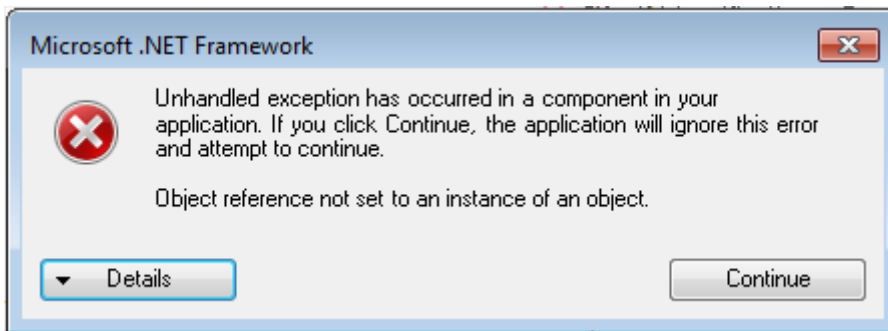 Microsoft .NET Framework
Unhandled exception has occurred in a component in your
application. If you click Continue, the application will ignore this error
and attempt to continue.
Object reference not set to an instance of an object.
Details
Continue